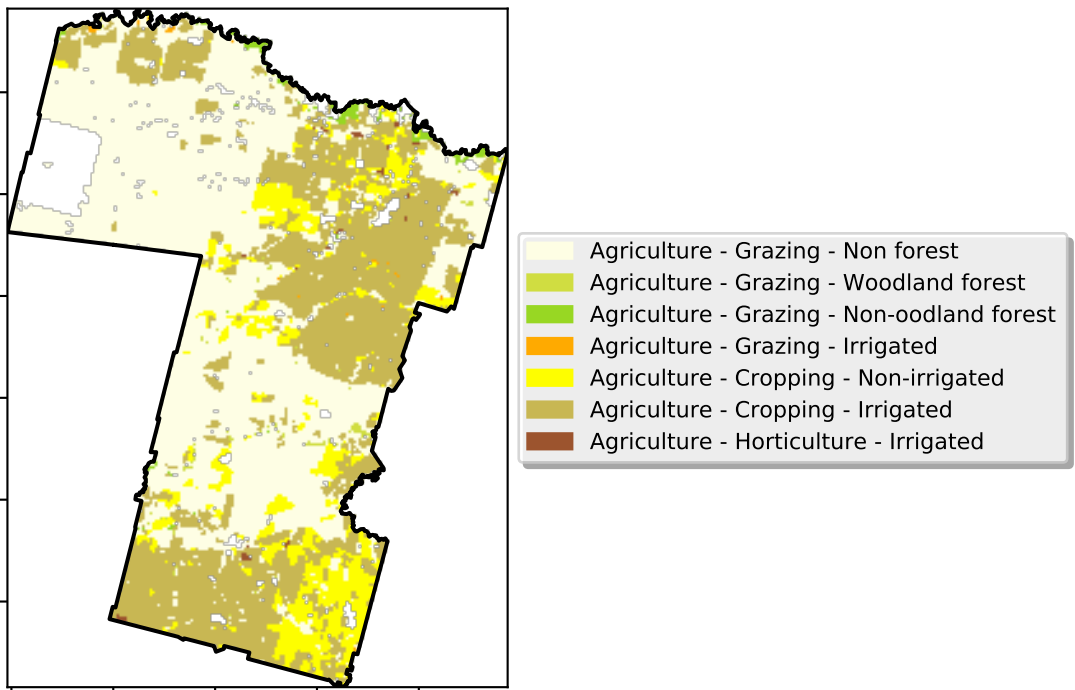 Agriculture - Grazing - Non forest
Agriculture - Grazing - Woodland forest
Agriculture - Grazing - Non-oodland forest
Agriculture - Grazing - Irrigated
Agriculture - Cropping - Non-irrigated
Agriculture - Cropping - Irrigated
Agriculture - Horticulture - Irrigated